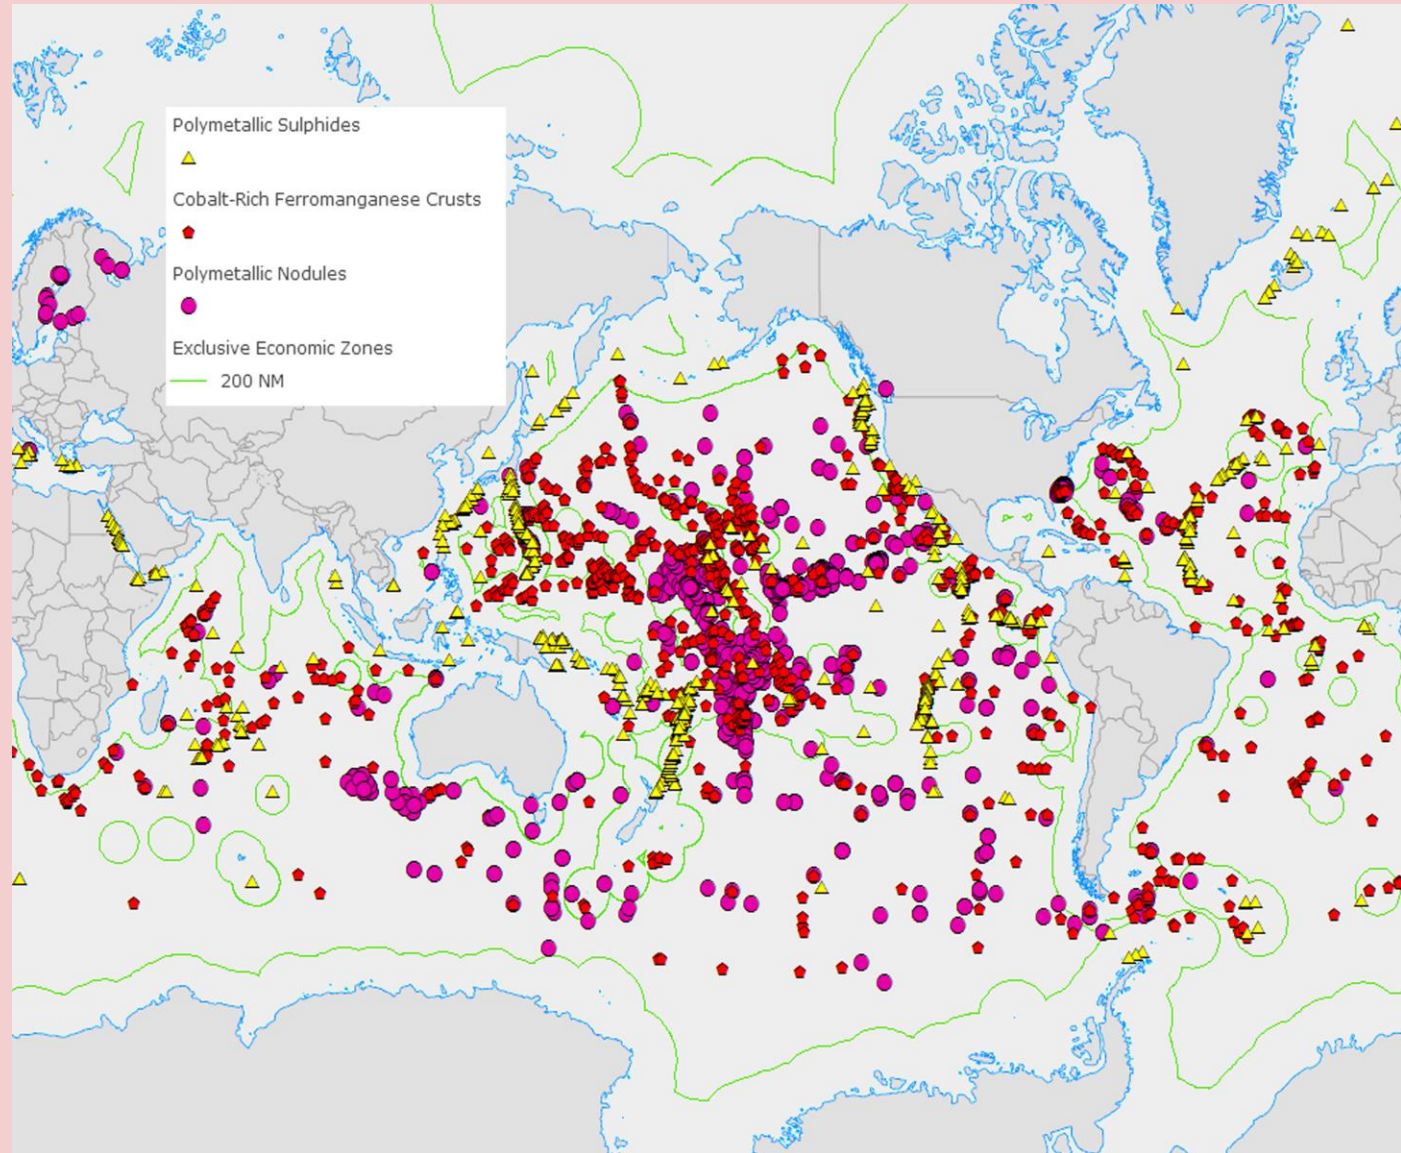 Polymetallic Sulphides
Cobalt-Rich Ferromanganese Crusts
Polymetallic Nodules
Exclusive Economic Zones
200 NM